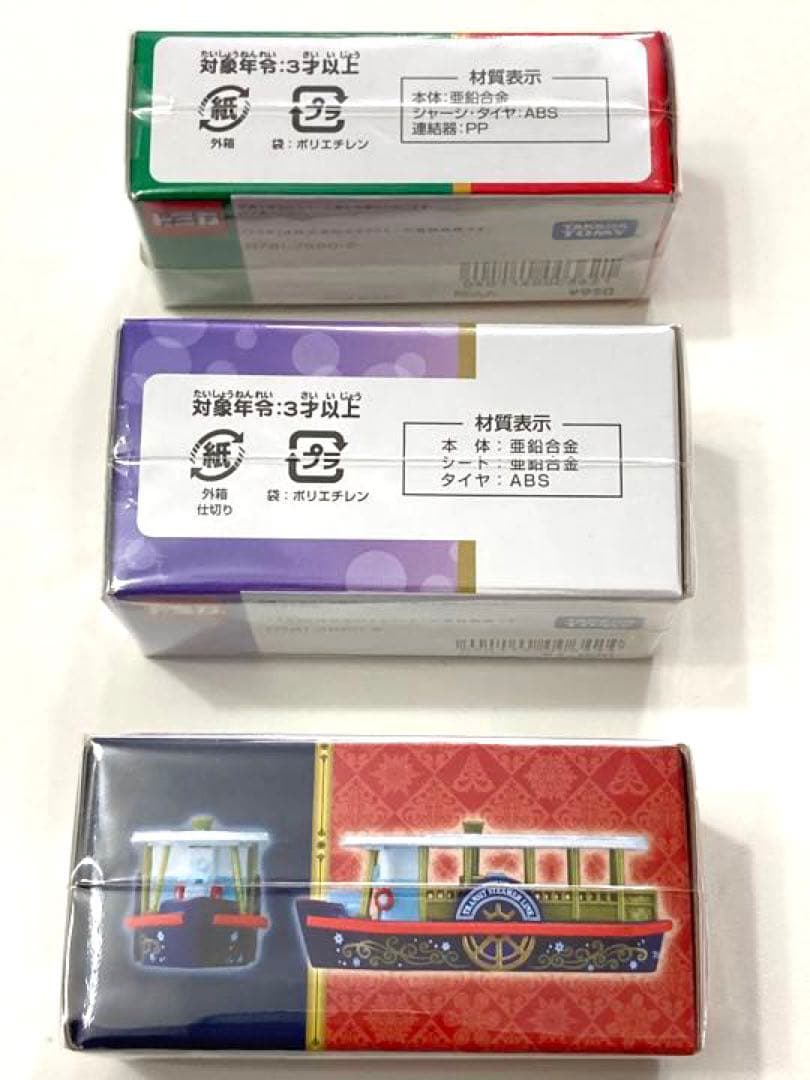 たいしょうねんれい さい いじょう
対象年令:3才以上
紙
外箱
プラ
袋:ポリエチレン
材質表示
本体:亜鉛合金
シャーシ・タイヤ:ABS
連結器:PP
TAKARA
TOMY
¥950
たいしょうねんれい さい いじょう
対象年令:3才以上
紙
外箱
仕切り
プラ
袋:ポリエチレン
材質表示
本 体:亜鉛合金
シート:亜鉛合金
タイヤ:ABS
TRANSIT STEAMER LINE